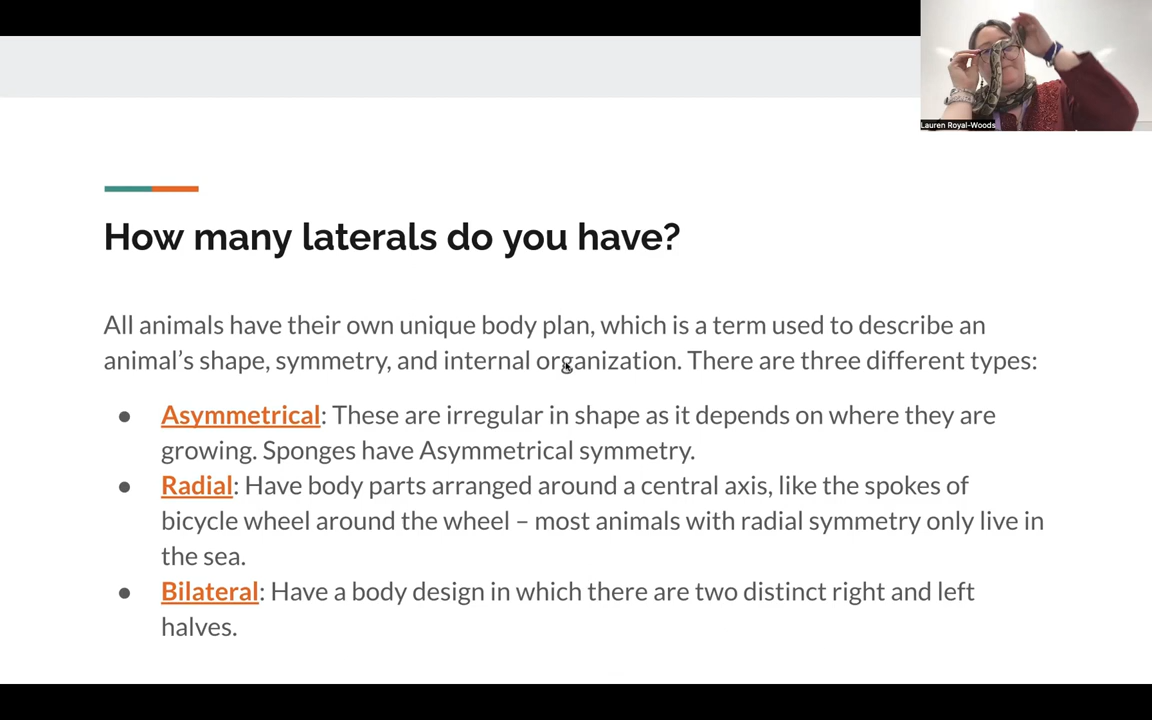 Lauren Royal-Woods
How many laterals do you have?
All animals have their own unique body plan, which is a term used to describe an
animal’s shape, symmetry, and internal organization. There are three different types:
● Asymmetrical: These are irregular in shape as it depends on where they are
growing. Sponges have Asymmetrical symmetry.
● Radial: Have body parts arranged around a central axis, like the spokes of
bicycle wheel around the wheel – most animals with radial symmetry only live in
the sea.
● Bilateral: Have a body design in which there are two distinct right and left
halves.